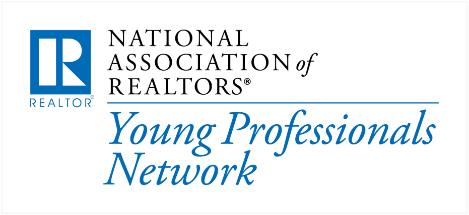 R
REALTOR®
NATIONAL
ASSOCIATION of
REALTORS®
Young Professionals
Network